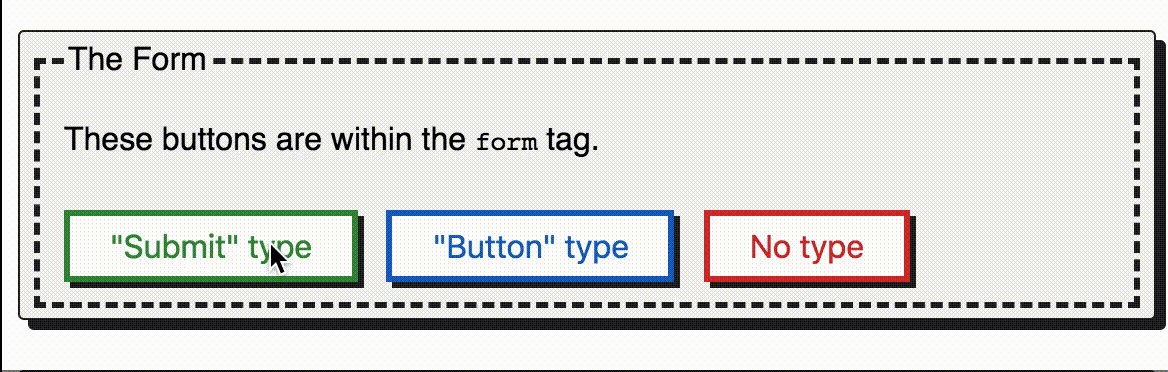 The Form
These buttons are within the form tag.
"Submit" type
"Button" type
No type